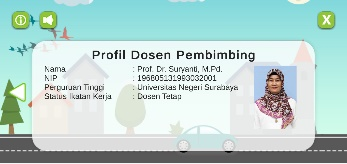 Profil Dosen Pembimbing
Nama : Prof. Dr. Suryanti, M.Pd.
NIP : 196805131993032001
Perguruan Tinggi : Universitas Negeri Surabaya
Status Ikatan Kerja : Dosen Tetap